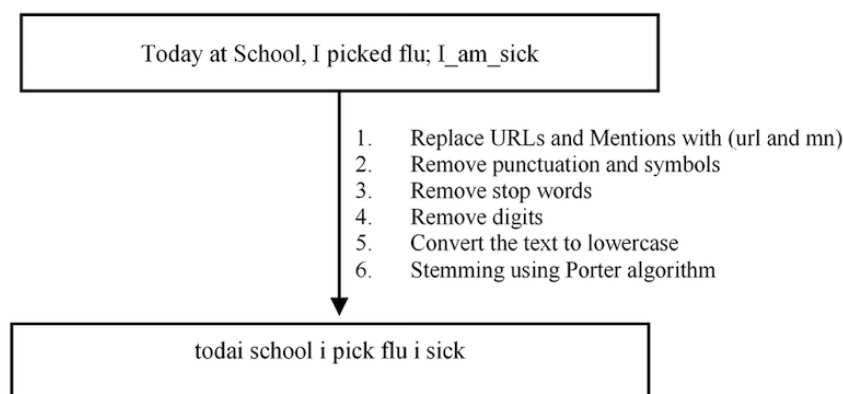 Today at School, I picked flu; I_am_sick
1. Replace URLs and Mentions with (url and mn)
2. Remove punctuation and symbols
3. Remove stop words
4. Remove digits
5. Convert the text to lowercase
6. Stemming using Porter algorithm
todai school i pick flu i sick